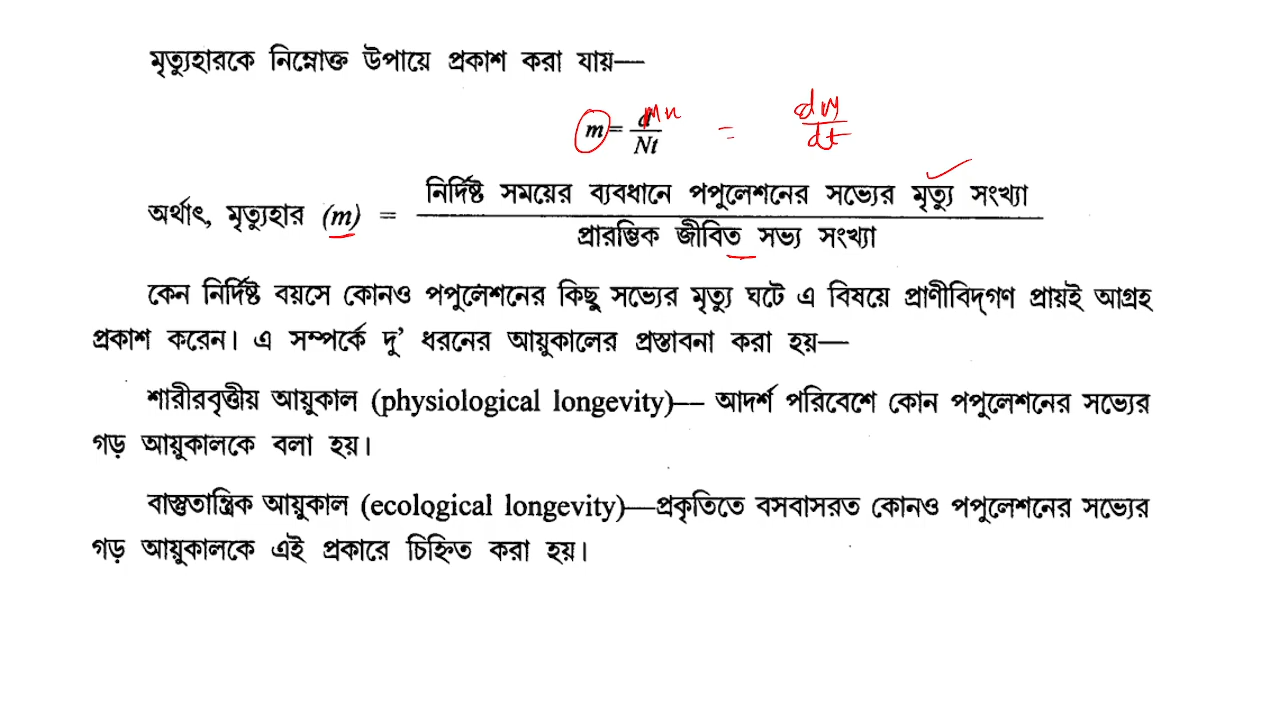 মৃত্যুহারকে নিম্নোক্ত উপায়ে প্রকাশ করা যায়—
m = d/Nt = dM/dt
নির্দিষ্ট সময়ের ব্যবধানে পপুলেশনের সভ্যের মৃত্যু সংখ্যা
অর্থাৎ, মৃত্যুহার (m) =
প্রারম্ভিক জীবিত সভ্য সংখ্যা
কেন নির্দিষ্ট বয়সে কোনও পপুলেশনের কিছু সভ্যের মৃত্যু ঘটে এ বিষয়ে প্রাণীবিদ্‌গণ প্রায়ই আগ্রহ
প্রকাশ করেন। এ সম্পর্কে দু’ ধরনের আয়ুকালের প্রস্তাবনা করা হয়—
শারীরবৃত্তীয় আয়ুকাল (physiological longevity)— আদর্শ পরিবেশে কোন পপুলেশনের সভ্যের
গড় আয়ুকালকে বলা হয়।
বাস্তুতান্ত্রিক আয়ুকাল (ecological longevity)—প্রকৃতিতে বসবাসরত কোনও পপুলেশনের সভ্যের
গড় আয়ুকালকে এই প্রকারে চিহ্নিত করা হয়।